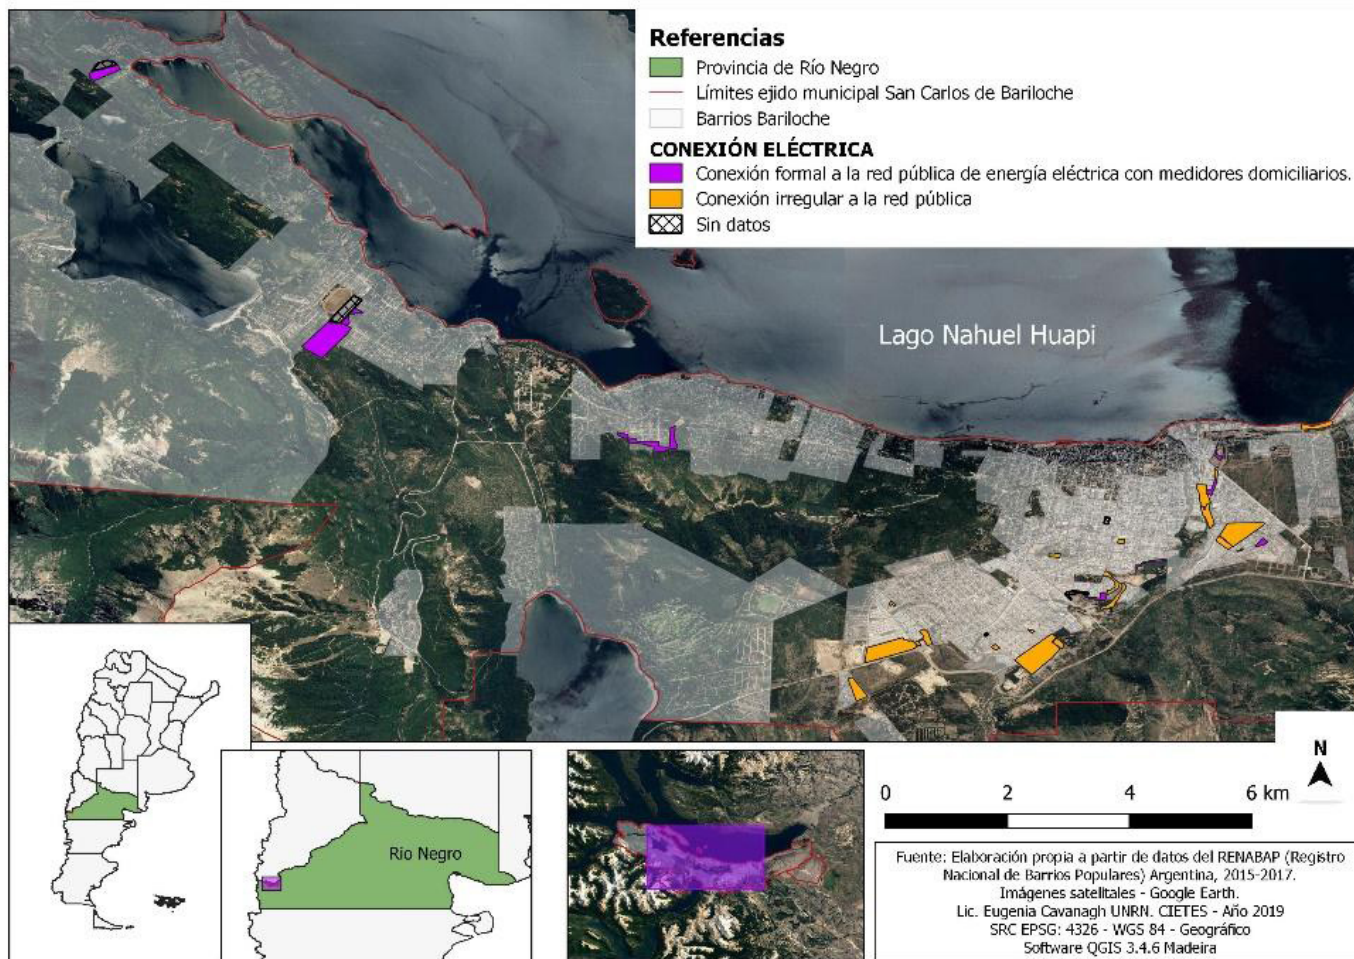 Referencias
Provincia de Río Negro
Límites ejido municipal San Carlos de Bariloche
Barrios Bariloche
CONEXIÓN ELÉCTRICA
Conexión formal a la red pública de energía eléctrica con medidores domiciliarios.
Conexión irregular a la red pública
Sin datos
Lago Nahuel Huapi
Río Negro
N
0 2 4 6 km
Fuente: Elaboración propia a partir de datos del RENABAP (Registro
Nacional de Barrios Populares) Argentina, 2015-2017.
Imágenes satelitales - Google Earth.
Lic. Eugenia Cavanagh UNRN. CIETES - Año 2019
SRC EPSG: 4326 - WGS 84 - Geográfico
Software QGIS 3.4.6 Madeira